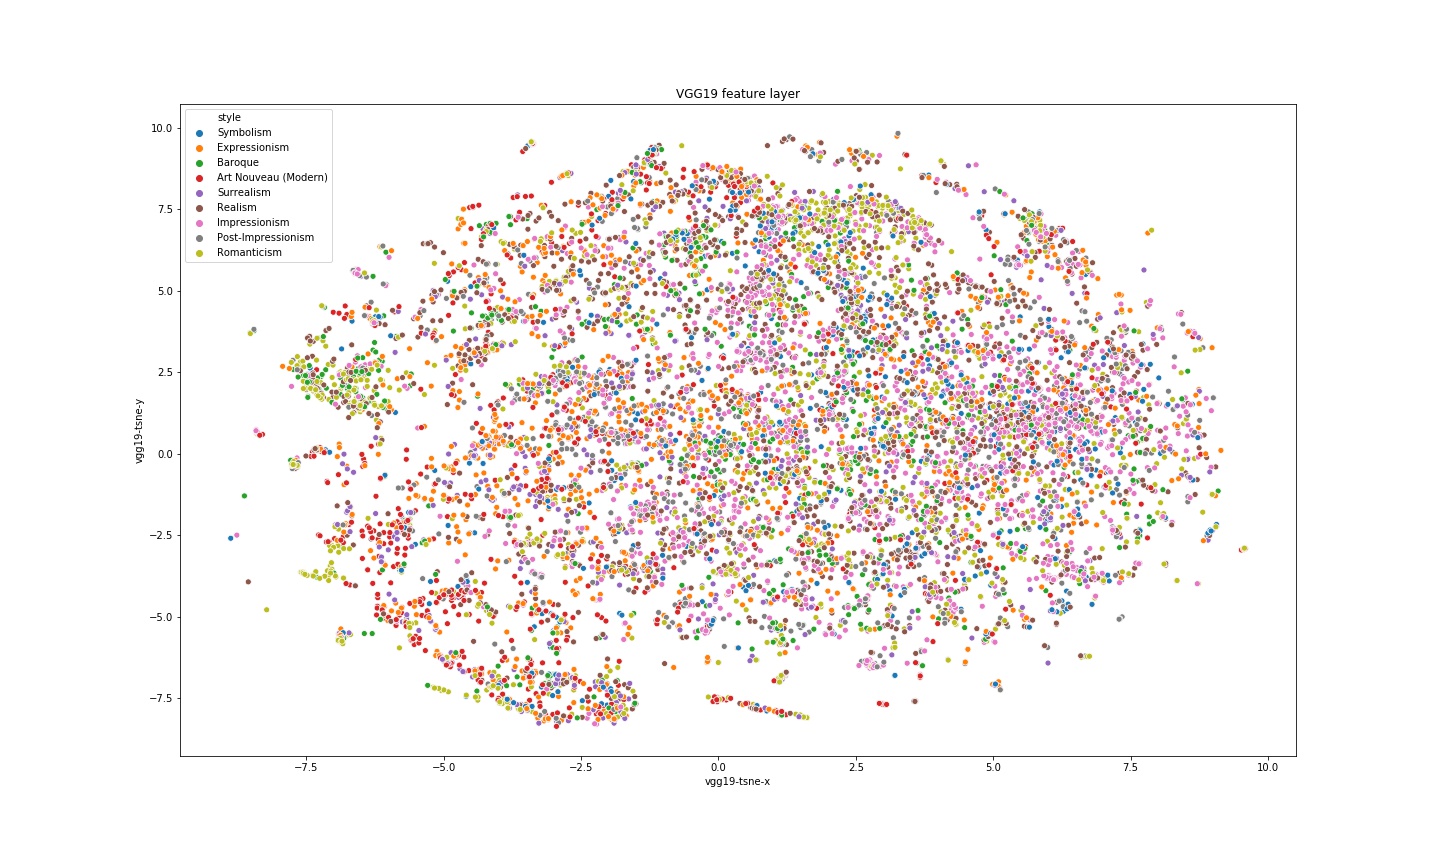 VGG19 feature layer
style
Symbolism
Expressionism
Baroque
Art Nouveau (Modern)
Surrealism
Realism
Impressionism
Post-Impressionism
Romanticism
10.0
7.5
5.0
2.5
0.0
−2.5
−5.0
−7.5
vgg19-tsne-y
−7.5 −5.0 −2.5 0.0 2.5 5.0 7.5 10.0
vgg19-tsne-x